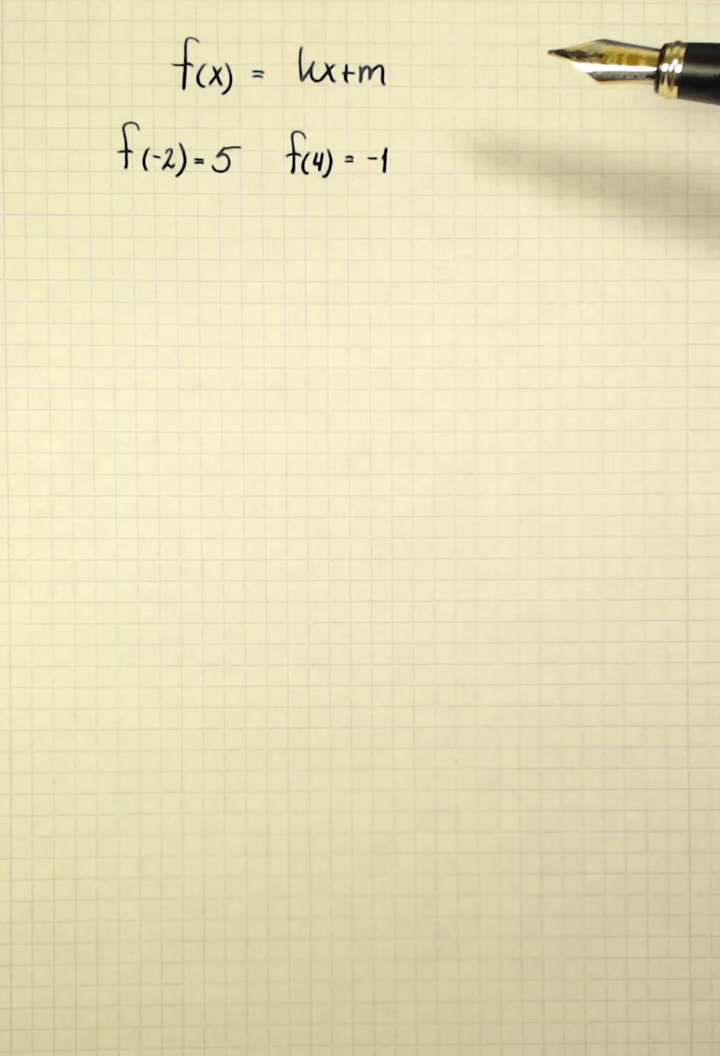 f(x) = kx+m
f(-2) = 5 f(4) = -1